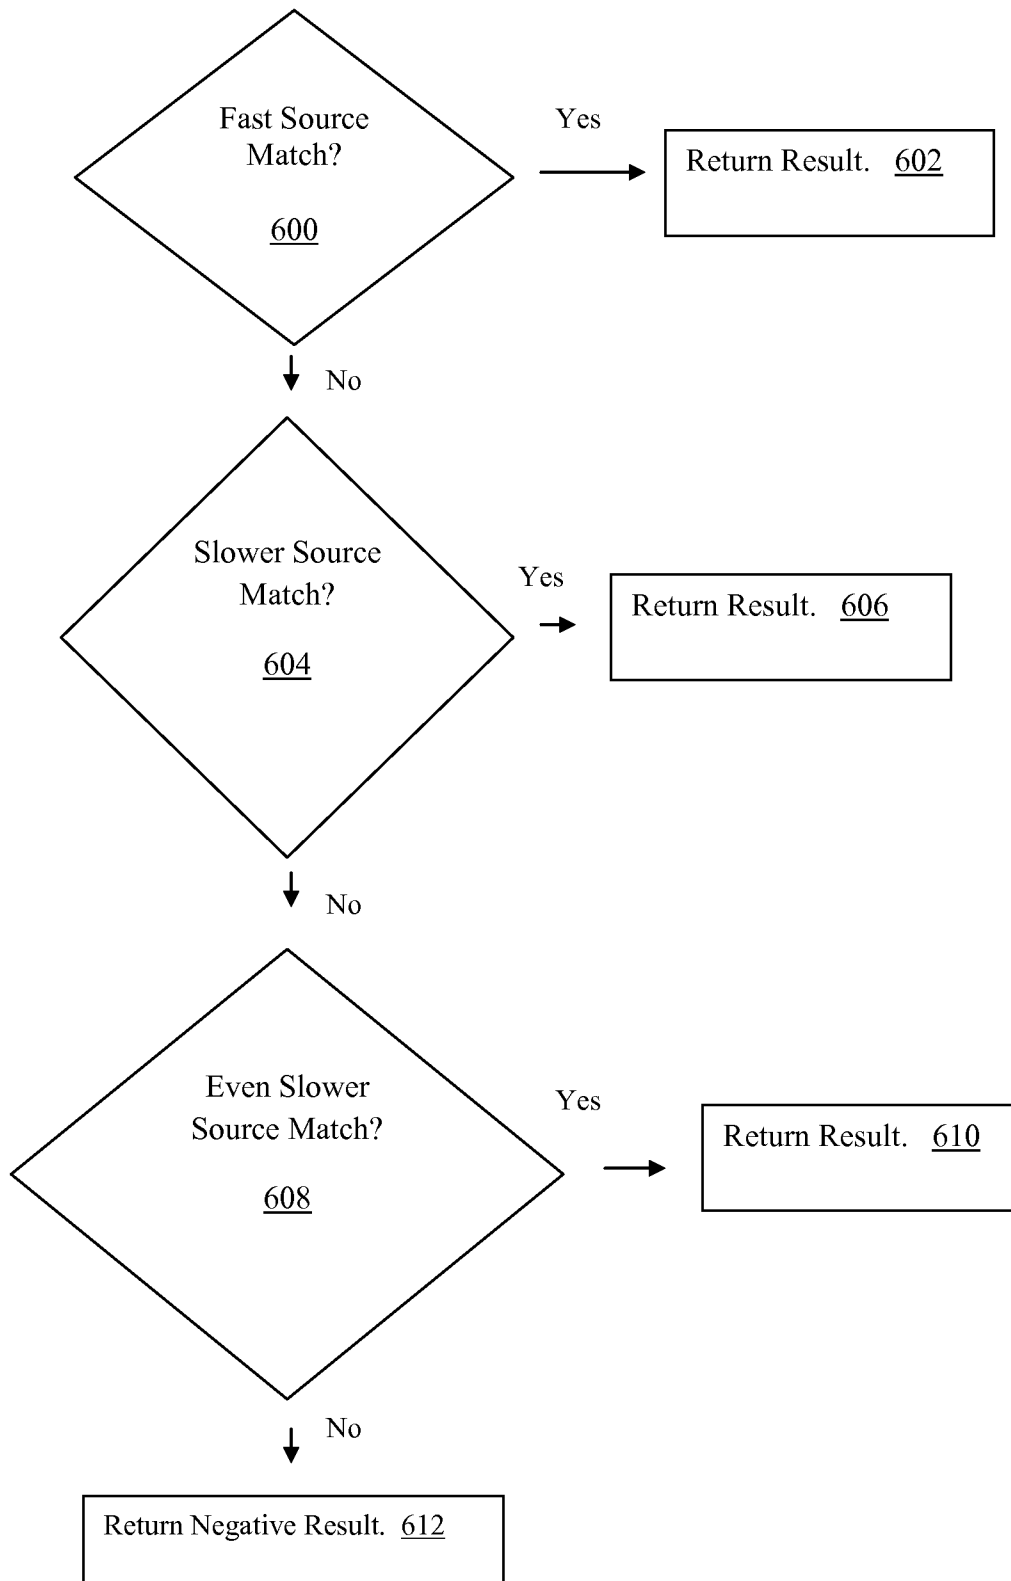 Fast Source
Match?
600
Yes
Return Result. 602
No
Slower Source
Match?
604
Yes
Return Result. 606
No
Even Slower
Source Match?
608
Yes
Return Result. 610
No
Return Negative Result. 612